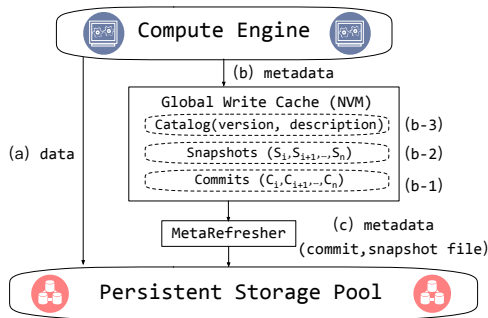 Compute Engine
(b) metadata
Global Write Cache (NVM)
Catalog(version, description)
(b-3)
(a) data
Snapshots (Si,Si+1,…,Sn)
(b-2)
Commits (Ci,Ci+1,…,Cn)
(b-1)
MetaRefresher
(c) metadata
(commit,snapshot file)
Persistent Storage Pool